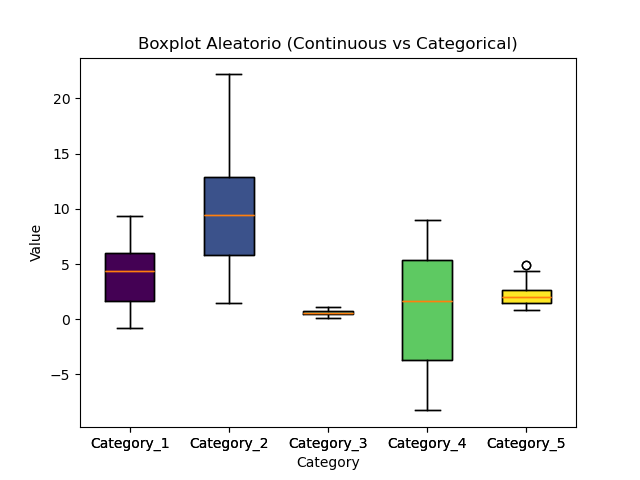 Boxplot Aleatorio (Continuous vs Categorical)
Value
20
15
10
5
0
−5
Category_1 Category_2 Category_3 Category_4 Category_5
Category